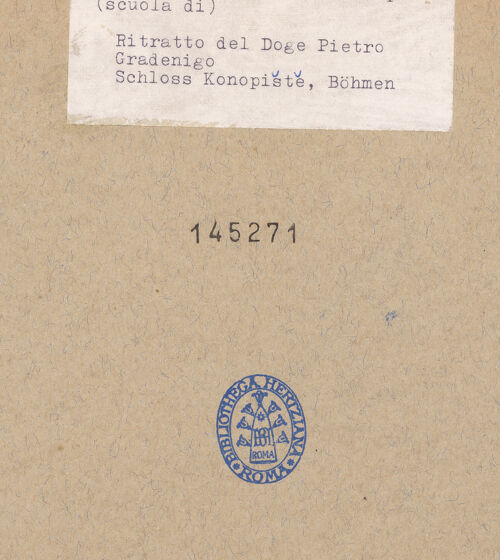 (scuola di)
Ritratto del Doge Pietro
Gradenigo
Schloss Konopiště, Böhmen
145271
BIBLIOTHECA HERTZIANA
ROMA
ROMA